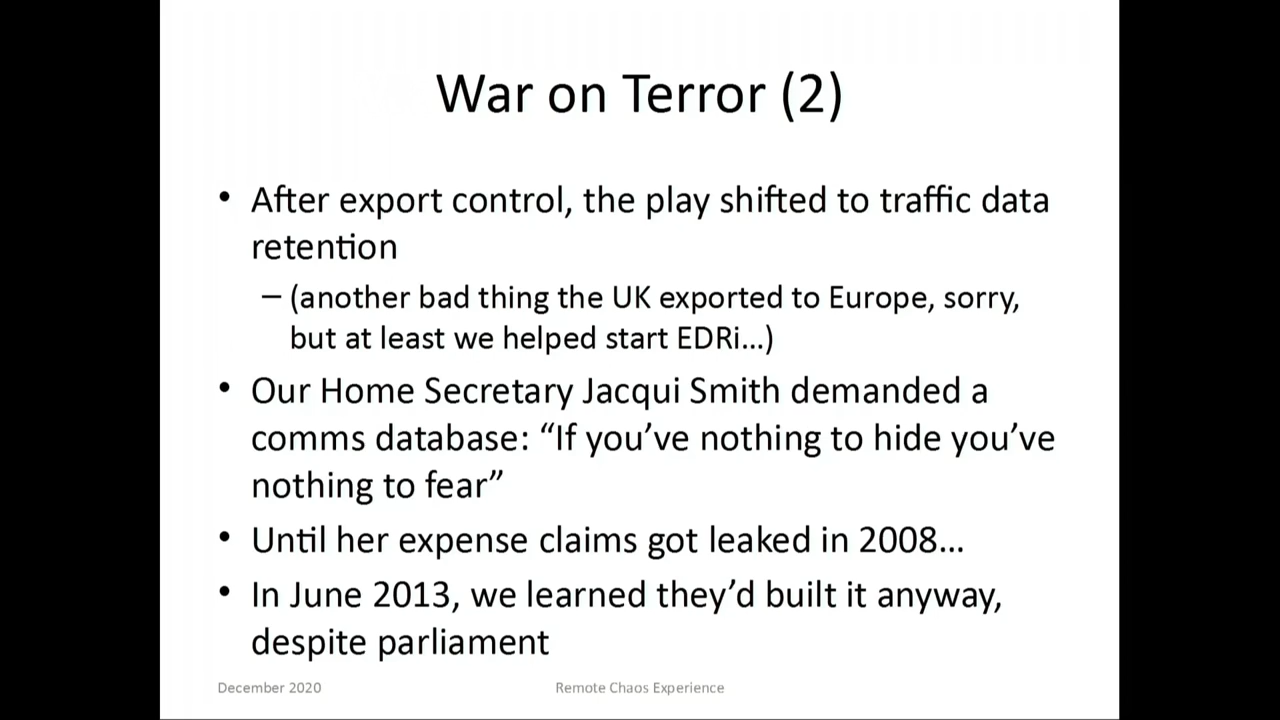 War on Terror (2)
• After export control, the play shifted to traffic data
retention
– (another bad thing the UK exported to Europe, sorry,
but at least we helped start EDRi…)
• Our Home Secretary Jacqui Smith demanded a
comms database: “If you’ve nothing to hide you’ve
nothing to fear”
• Until her expense claims got leaked in 2008…
• In June 2013, we learned they’d built it anyway,
despite parliament
December 2020
Remote Chaos Experience